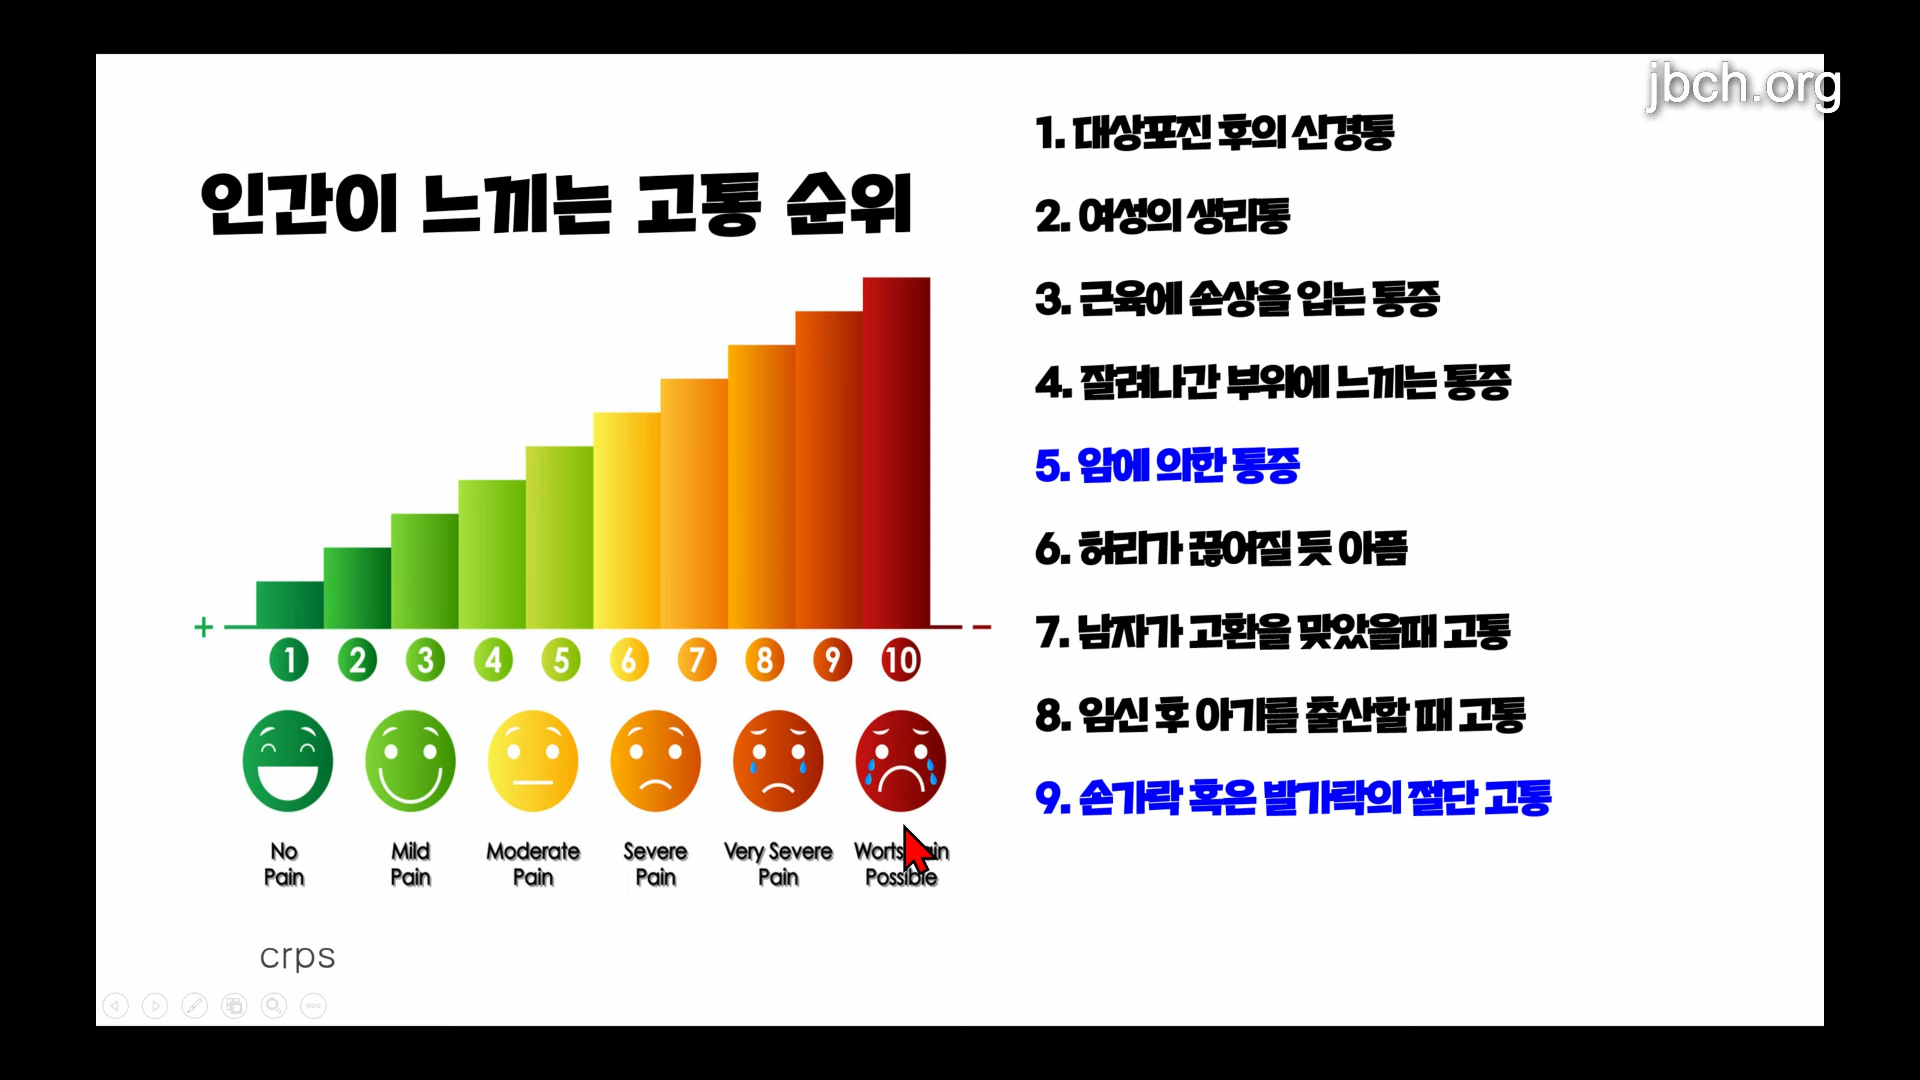 jbch.org
인간이 느끼는 고통 순위
1 2 3 4 5 6 7 8 9 10
No Pain
Mild Pain
Moderate Pain
Severe Pain
Very Severe Pain
Possible
crps
1. 대상포진 후의 신경통
2. 여성의 생리통
3. 근육에 손상을 입는 통증
4. 잘려나간 부위에 느끼는 통증
5. 암에 의한 통증
6. 허리가 끊어질 듯 아픔
7. 남자가 고환을 맞았을때 고통
8. 임신 후 아기를 출산할 때 고통
9. 손가락 혹은 발가락의 절단 고통